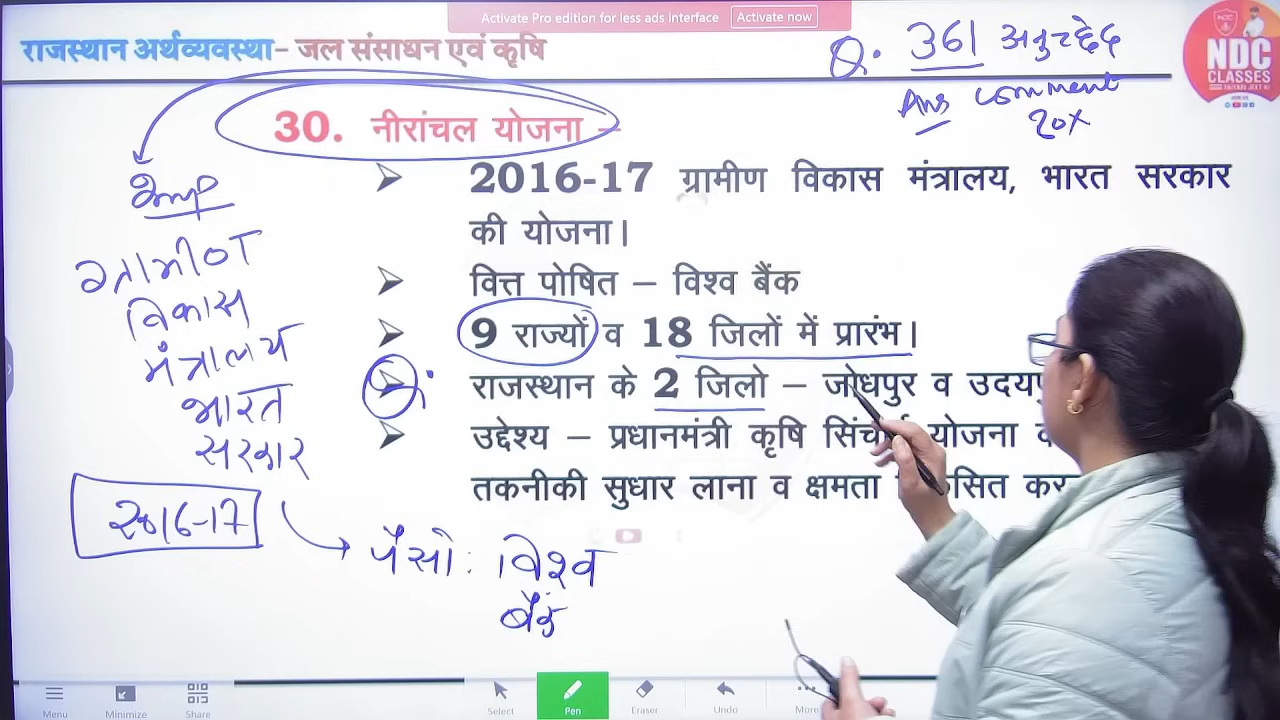 Activate Pro edition for less ads interface Activate now
राजस्थान अर्थव्यवस्था– जल संसाधन एवं कृषि
Q. 361 अनुच्छेद
Ans comment
NDC
CLASSES
30. नीरांचल योजना –
2016-17 ग्रामीण विकास मंत्रालय, भारत सरकार
की योजना।
वित्त पोषित – विश्व बैंक
9 राज्यों व 18 जिलों में प्रारंभ।
राजस्थान के 2 जिलो – जोधपुर व
उद्देश्य – प्रधानमंत्री कृषि योजना
तकनीकी सुधार लाना व क्षमता
Imp
ग्रामीण
विकास
मंत्रालय
भारत
सरकार
2016-17
पैसो: विश्व
बैंक
Menu Minimize Share Select Pen Eraser Undo More